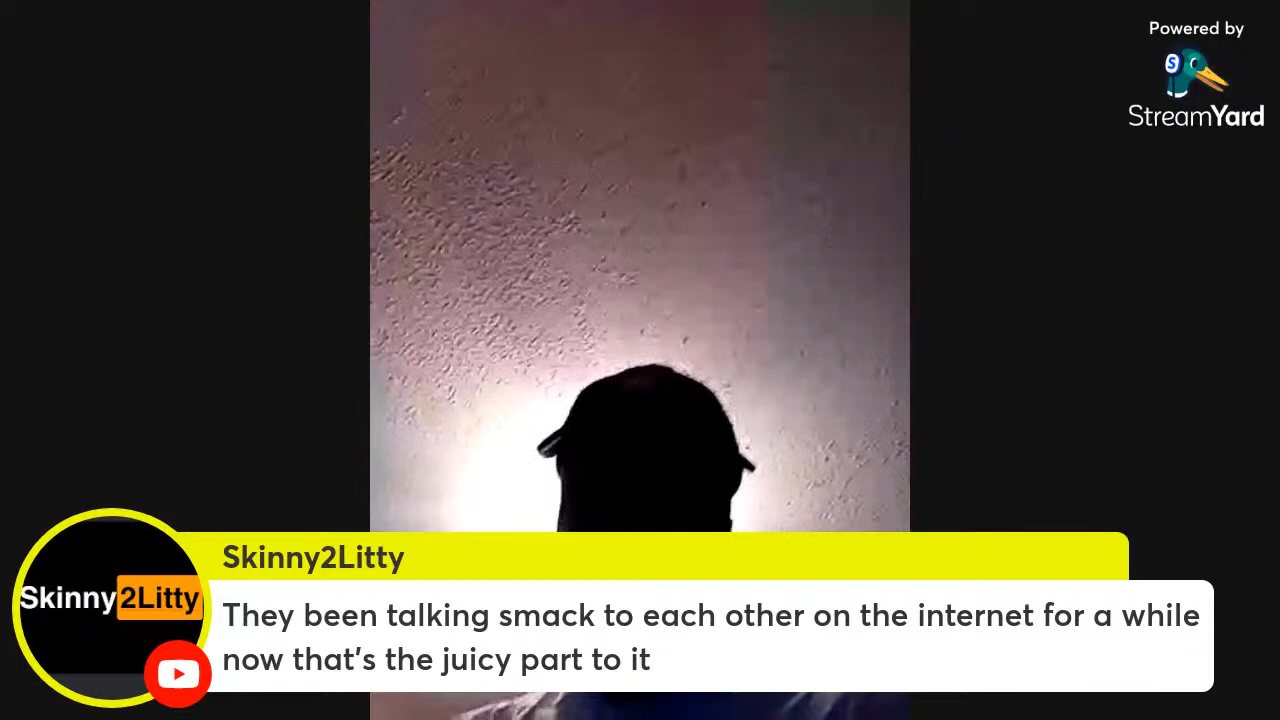 Powered by
StreamYard
Skinny2Litty
Skinny2Litty
They been talking smack to each other on the internet for a while
now that's the juicy part to it